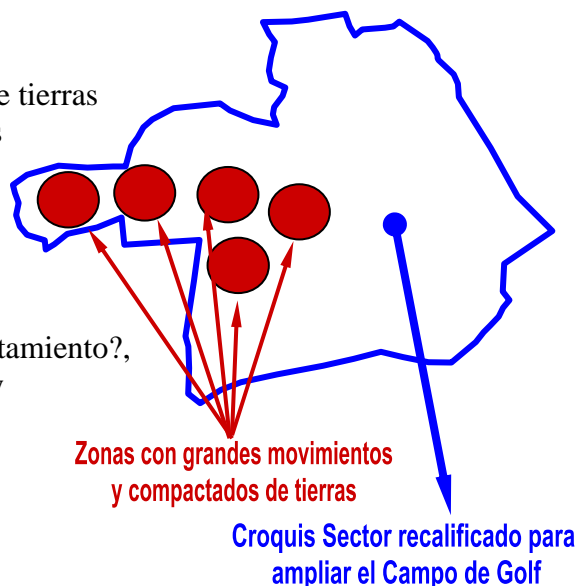 e tierras
s
tamiento?,
y
Zonas con grandes movimientos
y compactados de tierras
Croquis Sector recalificado para
ampliar el Campo de Golf